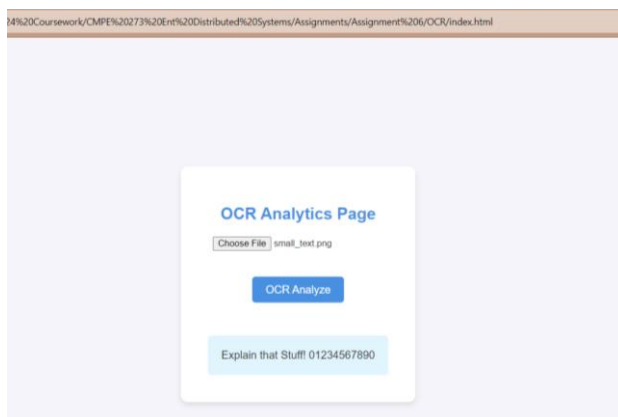 24%20Coursework/CMPE%20273%20Ent%20Distributed%20Systems/Assignments/Assignment%206/OCR/index.html
OCR Analytics Page
Choose File small_text.png
OCR Analyze
Explain that Stuff! 01234567890